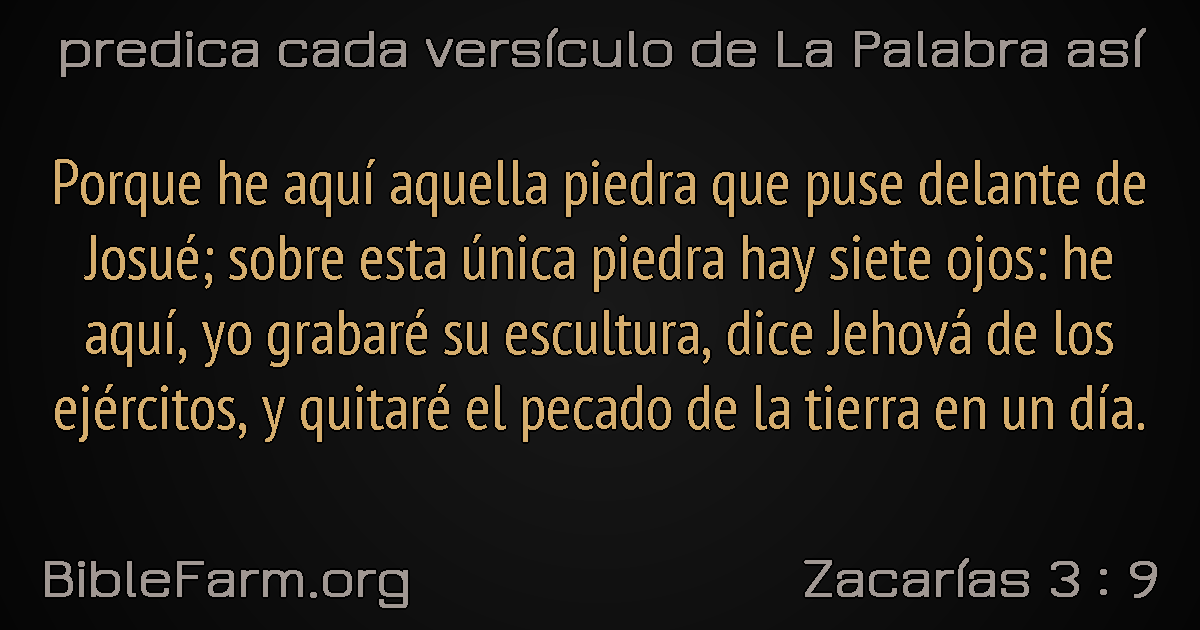 predica cada versículo de La Palabra así
Porque he aquí aquella piedra que puse delante de
Josué; sobre esta única piedra hay siete ojos: he
aquí, yo grabaré su escultura, dice Jehová de los
ejércitos, y quitaré el pecado de la tierra en un día.
BibleFarm.org
Zacarías 3 : 9